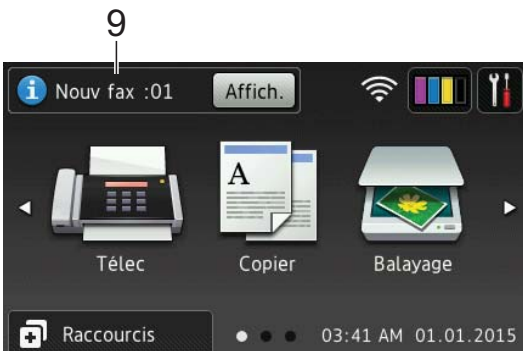 9
Nouv fax :01 Affich.
A
Télec Copier Balayage
Raccourcis 03:41 AM 01.01.2015